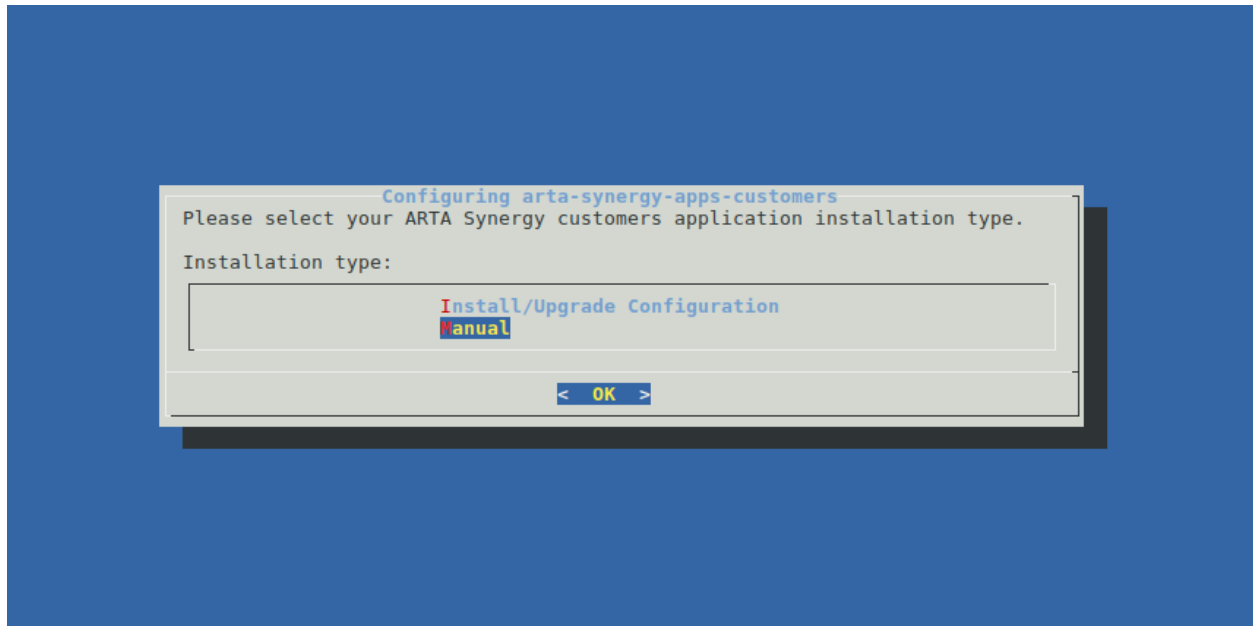 Configuring arta-synergy-apps-customers
Please select your ARTA Synergy customers application installation type.
Installation type:
Install/Upgrade Configuration
Manual
< OK >